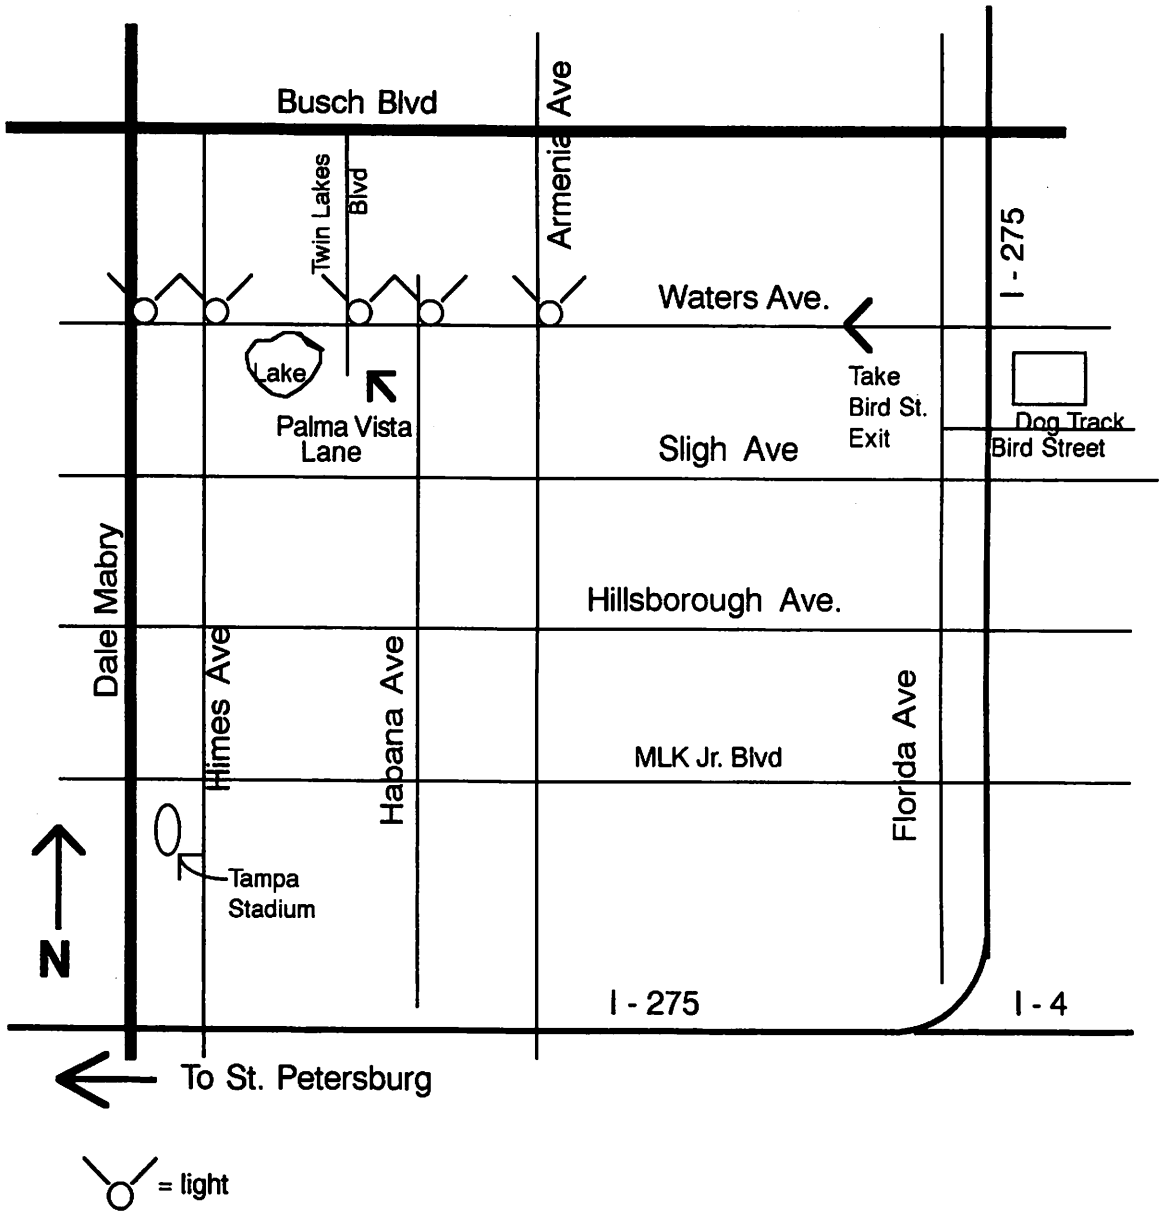 Busch Blvd
Armenia Ave
Twin Lakes
Blvd
I - 275
Waters Ave.
Lake
Take
Bird St.
Exit
Palma Vista
Lane
Dog Track
Bird Street
Sligh Ave
Dale Mabry
Hillsborough Ave.
Himes Ave
Habana Ave
Florida Ave
MLK Jr. Blvd
Tampa
Stadium
N
I - 275
I - 4
To St. Petersburg
= light